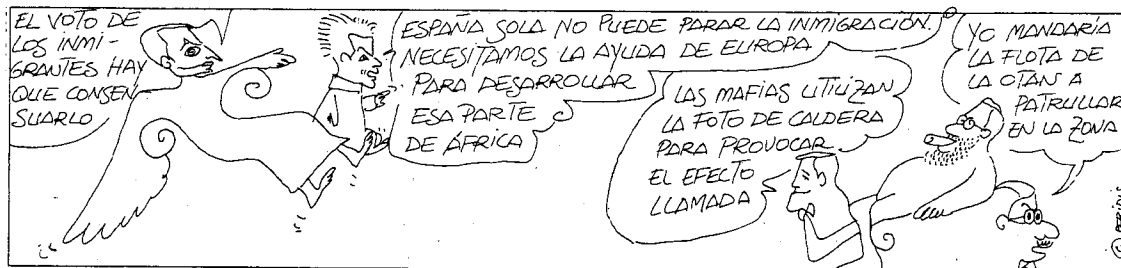 EL VOTO DE
LOS INMI-
GRANTES HAY
QUE CONSEN-
SUARLO
ESPAÑA SOLA NO PUEDE PARAR LA INMIGRACIÓN.
NECESITAMOS LA AYUDA DE EUROPA
PARA DESARROLLAR
ESA PARTE
DE ÁFRICA
LAS MAFIAS UTILIZAN
LA FOTO DE CALDERA
PARA PROVOCAR
EL EFECTO
LLAMADA
YO MANDARÍA
LA FLOTA DE
LA OTAN A
PATRULLAR
EN LA ZONA
© PERIDIS